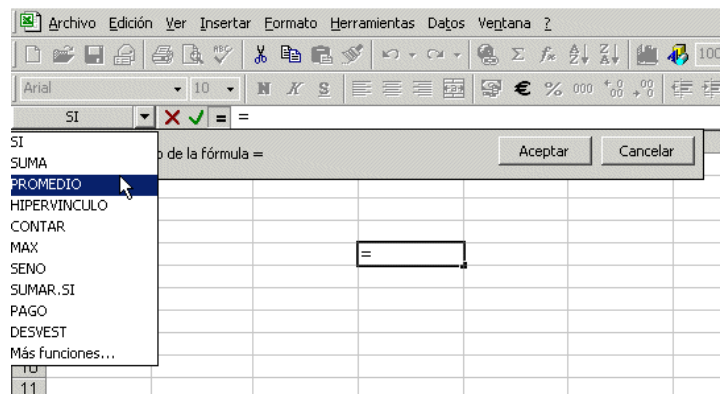 Archivo Edición Ver Insertar Formato Herramientas Datos Ventana ?
100
Arial 10 N K S € % 000
SI = =
SI
SUMA
PROMEDIO
HIPERVINCULO
CONTAR
MAX
SENO
SUMAR.SI
PAGO
DESVEST
Más funciones...
o de la fórmula = Aceptar Cancelar
=
10
11